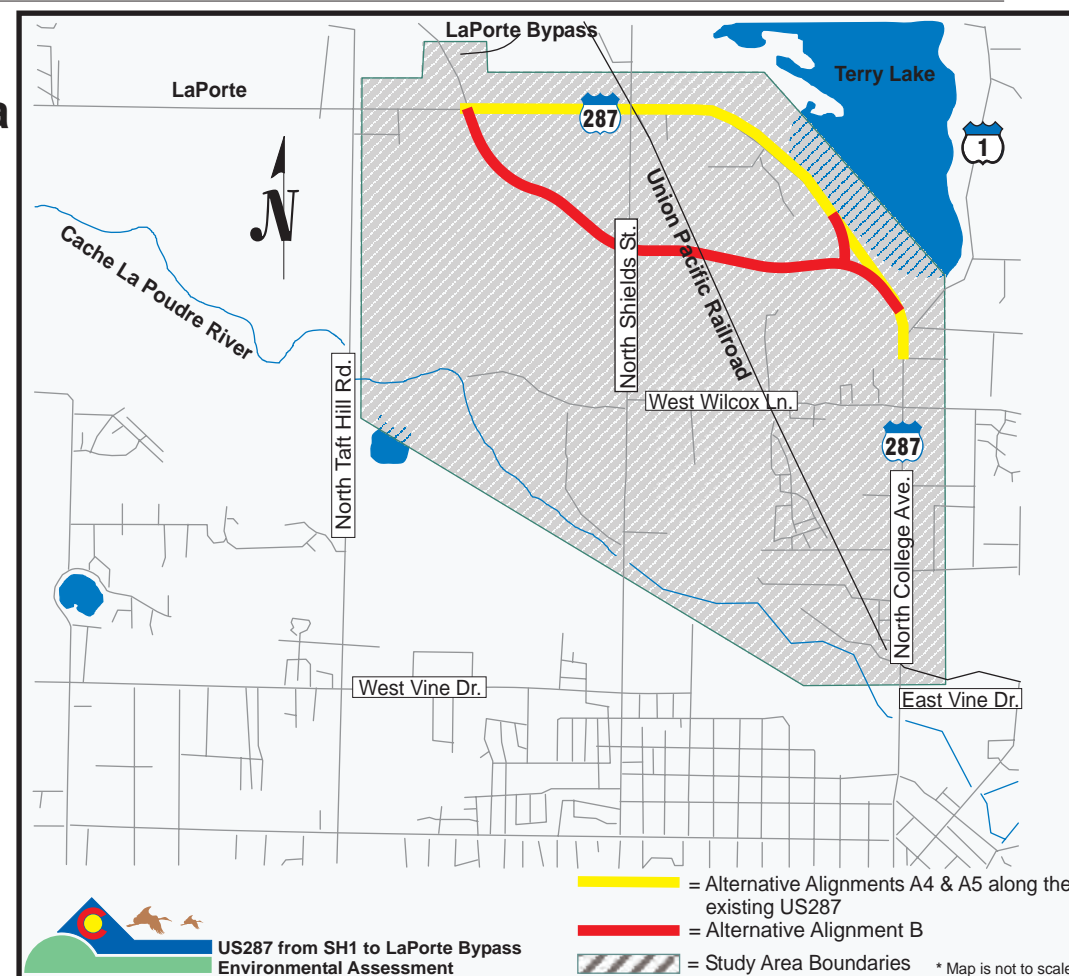 a
LaPorte Bypass
LaPorte
Terry Lake
287
1
N
Cache La Poudre River
Union Pacific Railroad
North Shields St.
North Taft Hill Rd.
West Wilcox Ln.
287
North College Ave.
West Vine Dr.
East Vine Dr.
= Alternative Alignments A4 & A5 along the
existing US287
= Alternative Alignment B
= Study Area Boundaries
* Map is not to scale
US287 from SH1 to LaPorte Bypass
Environmental Assessment